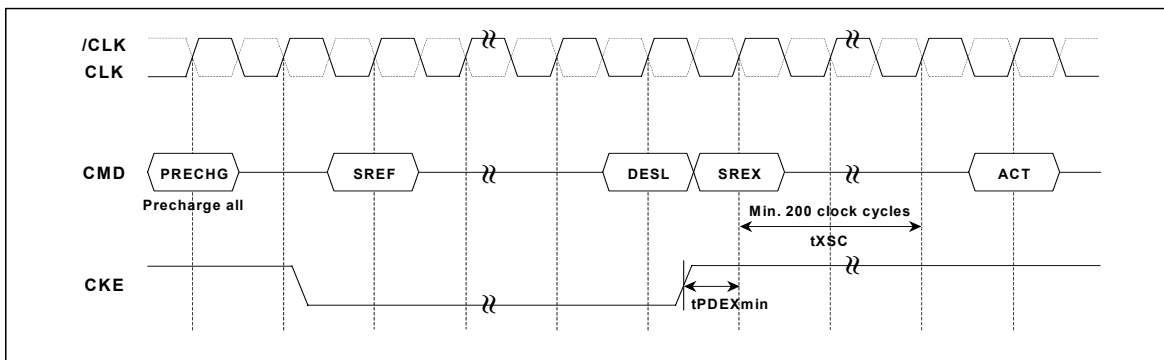 /CLK
CLK
CMD PRECHG SREF DESL SREX ACT
Precharge all
Min. 200 clock cycles
tXSC
CKE
tPDEXmin